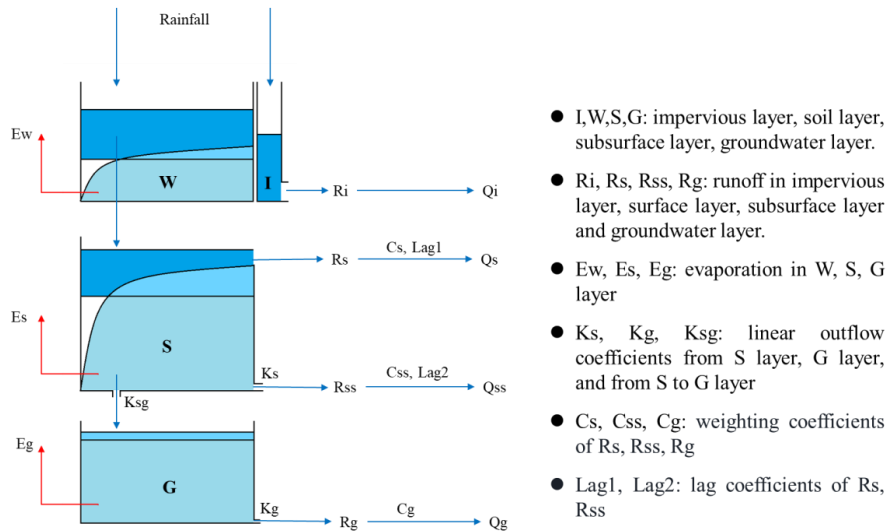 Rainfall
Ew
W
I
Ri
Qi
Rs
Cs, Lag1
Qs
Es
S
Ks
Rss
Css, Lag2
Qss
Ksg
Eg
G
Kg
Rg
Cg
Qg
● I,W,S,G: impervious layer, soil layer,
subsurface layer, groundwater layer.
● Ri, Rs, Rss, Rg: runoff in impervious
layer, surface layer, subsurface layer
and groundwater layer.
● Ew, Es, Eg: evaporation in W, S, G
layer
● Ks, Kg, Ksg: linear outflow
coefficients from S layer, G layer,
and from S to G layer
● Cs, Css, Cg: weighting coefficients
of Rs, Rss, Rg
● Lag1, Lag2: lag coefficients of Rs,
Rss